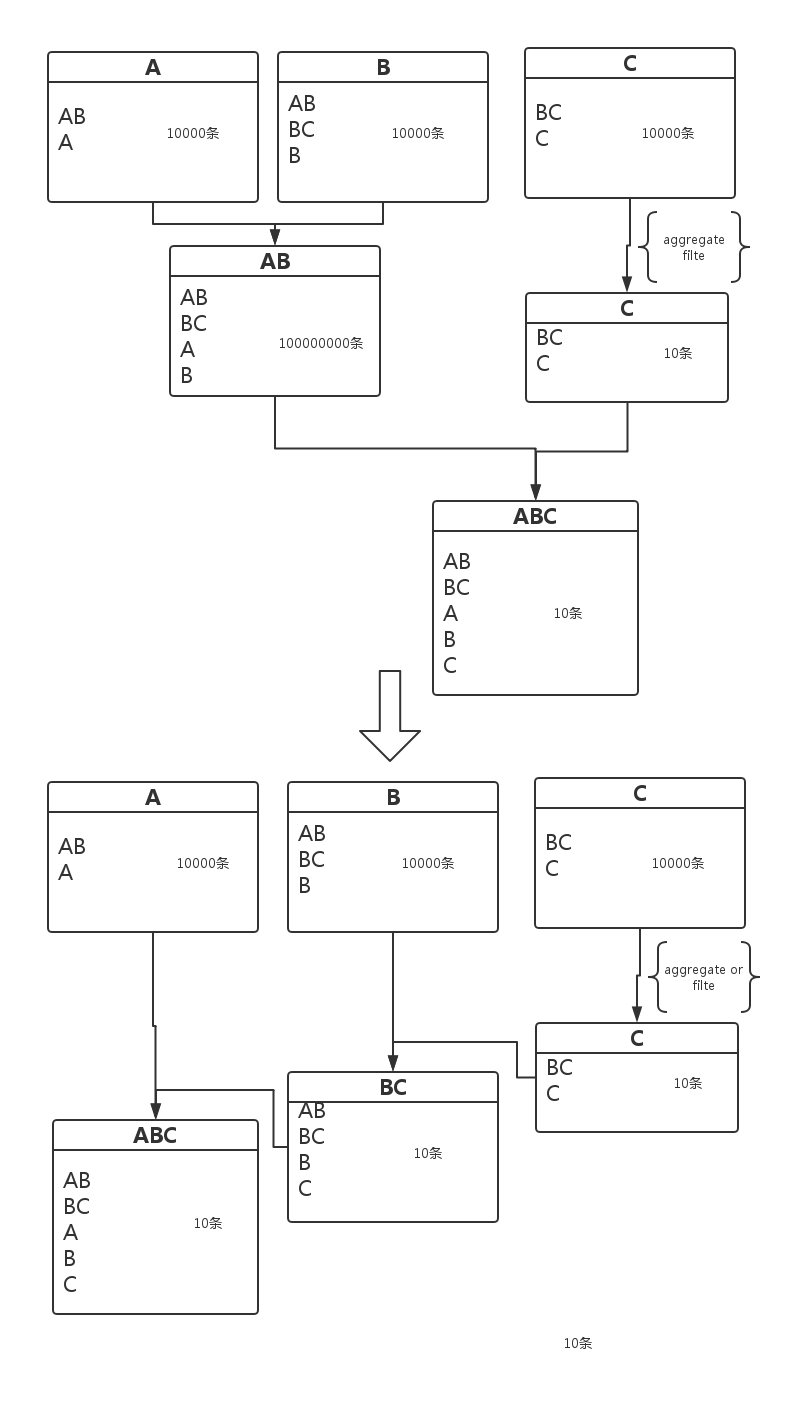 A
AB
A
10000条
B
AB
BC
B
10000条
C
BC
C
10000条
aggregate
filte
AB
AB
BC
A
B
100000000条
C
BC
C
10条
ABC
AB
BC
A
B
C
10条
A
AB
A
10000条
B
AB
BC
B
10000条
C
BC
C
10000条
aggregate or
filte
C
BC
C
10条
BC
AB
BC
B
C
10条
ABC
AB
BC
A
B
C
10条
10条